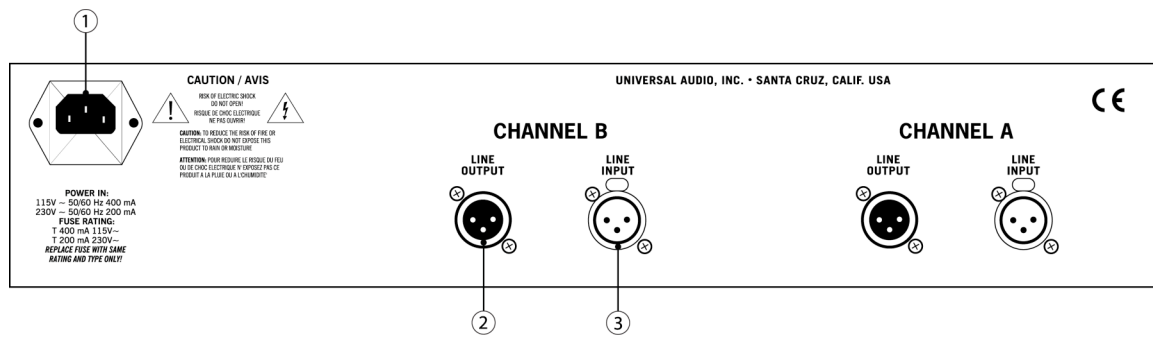 1
CAUTION / AVIS
RISK OF ELECTRIC SHOCK
DO NOT OPEN!
RISQUE DE CHOC ELECTRIQUE
NE PAS OUVRIR!
CAUTION: TO REDUCE THE RISK OF FIRE OR
ELECTRICAL SHOCK DO NOT EXPOSE THIS
PRODUCT TO RAIN OR MOISTURE
ATTENTION: POUR REDUIRE LE RISQUE DU FEU
OU DE CHOC ELECTRIQUE N' EXPOSEZ PAS CE
PRODUIT A LA PLUIE OU A L'CHUMIDITE'
POWER IN:
115V ~ 50/60 Hz 400 mA
230V ~ 50/60 Hz 200 mA
FUSE RATING:
T 400 mA 115V~
T 200 mA 230V~
REPLACE FUSE WITH SAME
RATING AND TYPE ONLY!
UNIVERSAL AUDIO, INC. • SANTA CRUZ, CALIF. USA
CE
CHANNEL B
LINE
OUTPUT
LINE
INPUT
CHANNEL A
LINE
OUTPUT
LINE
INPUT
2
3